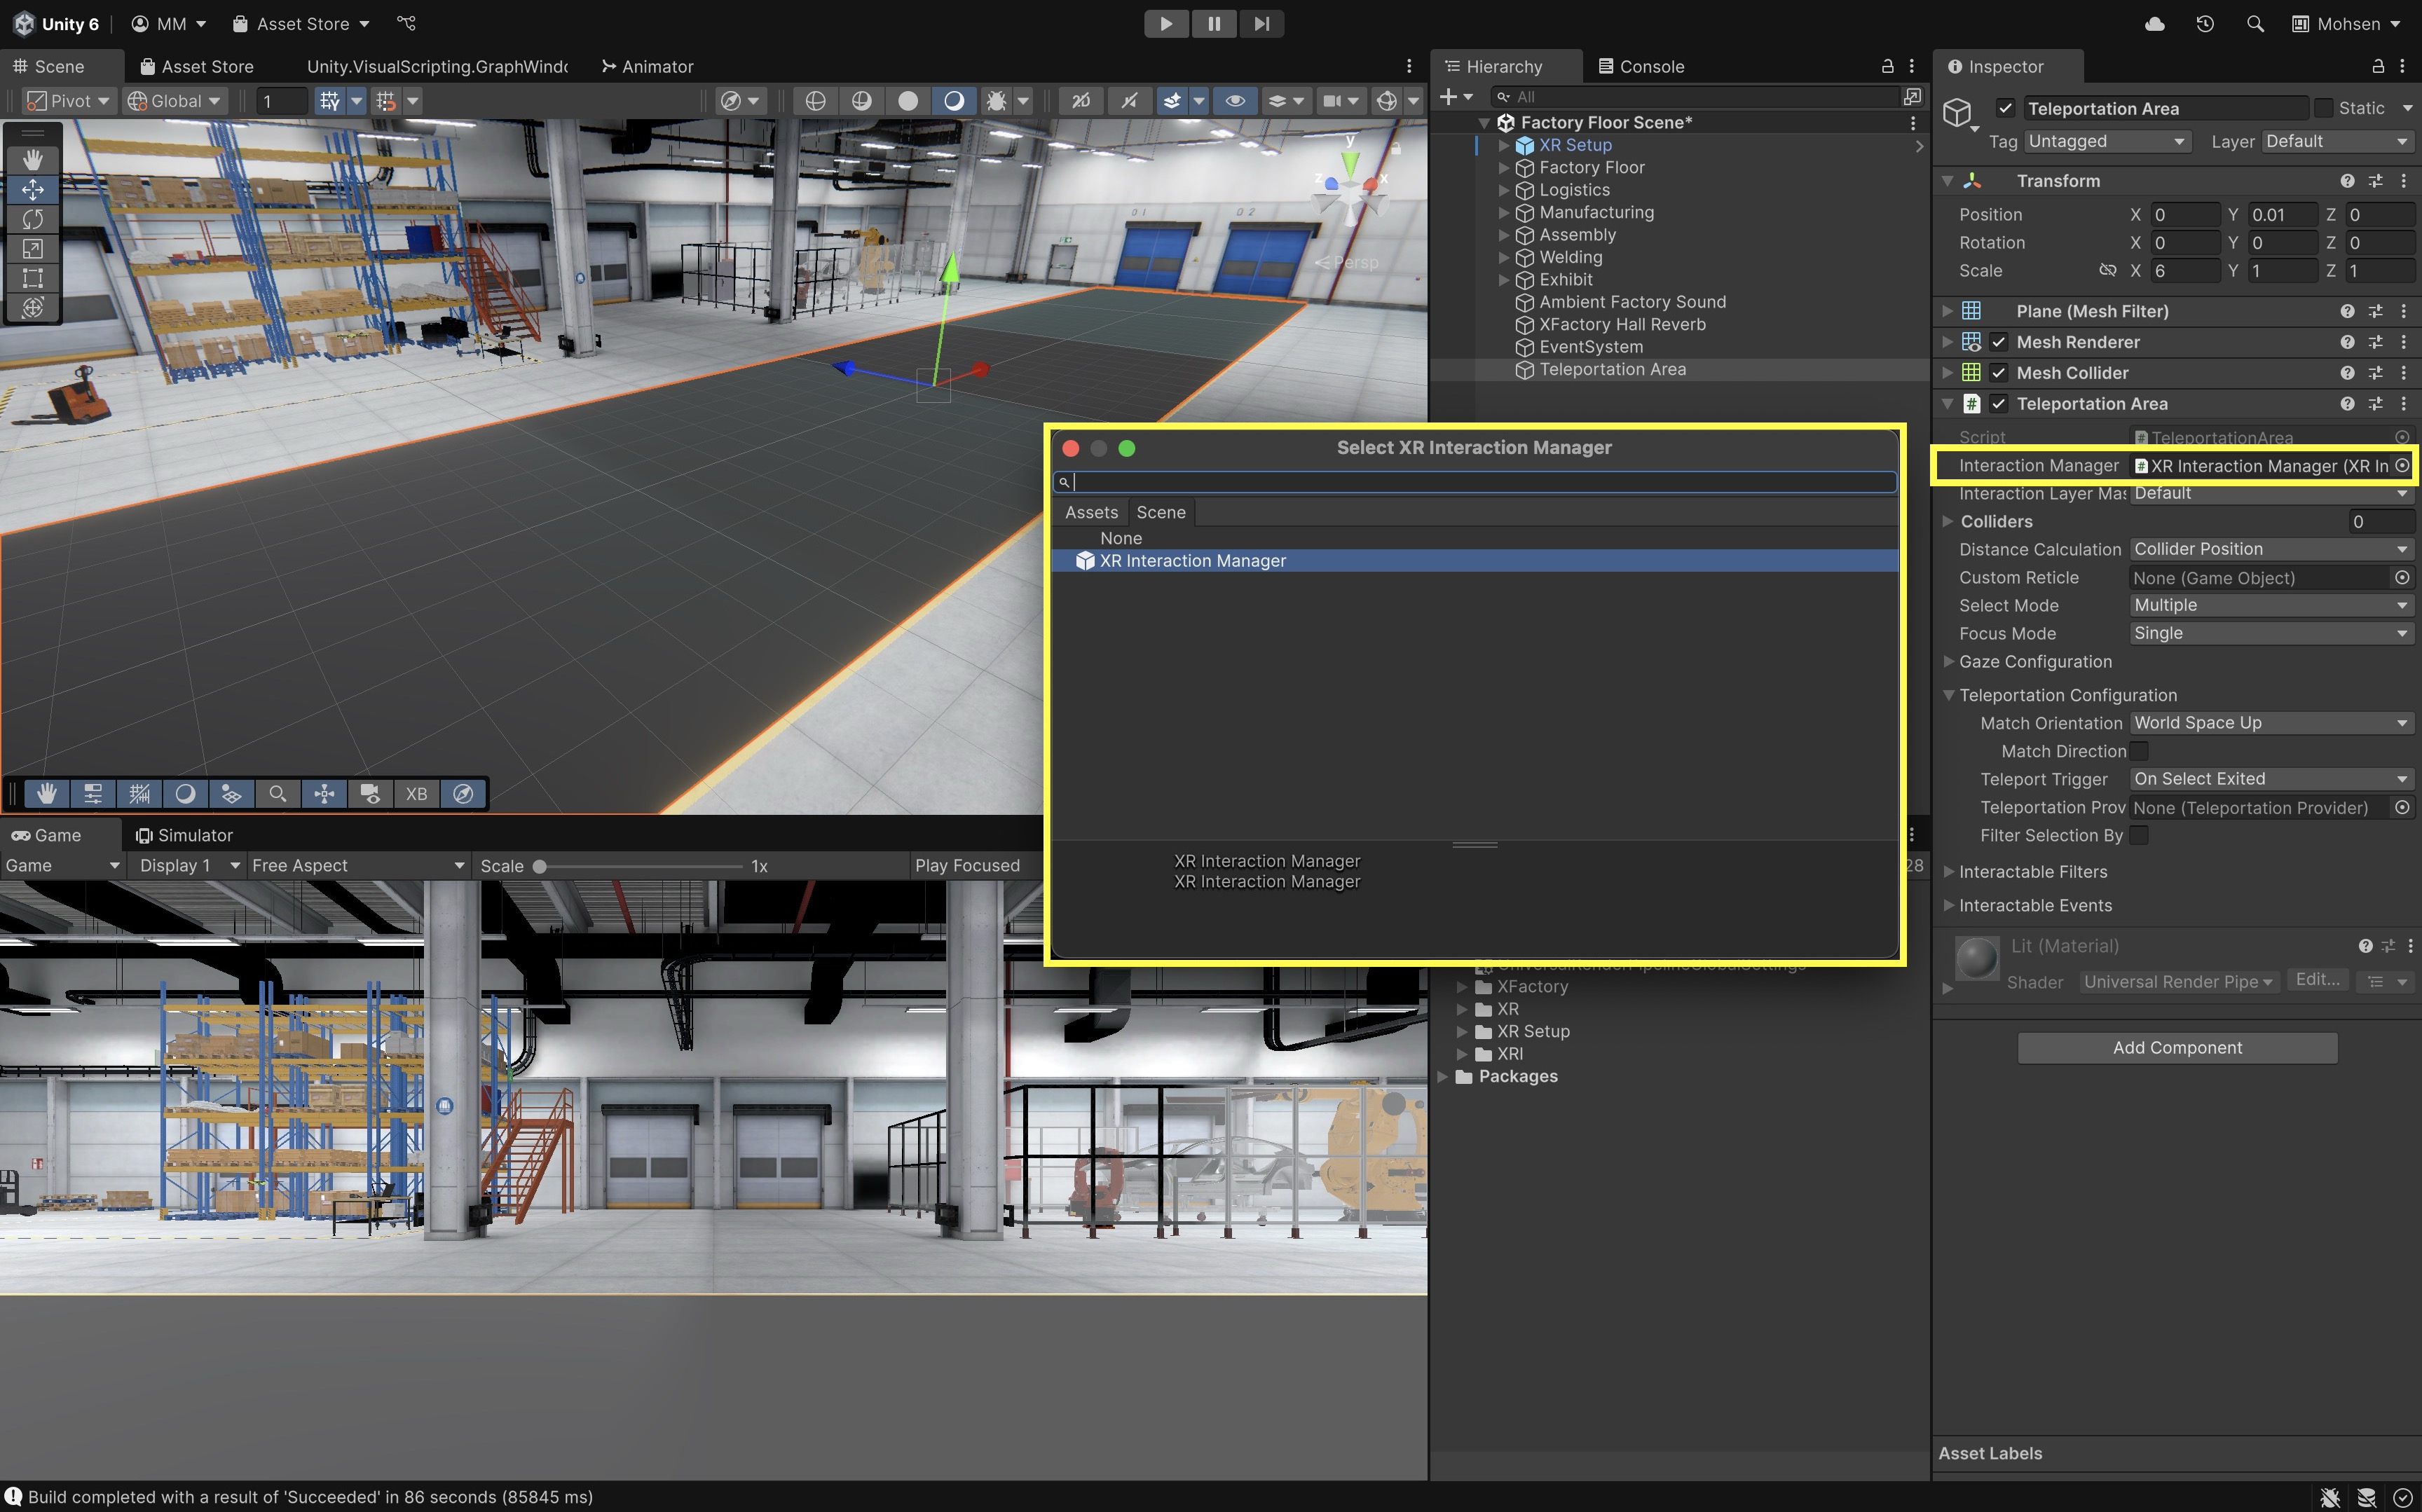 Unity 6
MM
Asset Store
Mohsen
Scene
Asset Store
Unity.VisualScripting.GraphWindo
Animator
Pivot
Global
1
2D
y
z
x
Persp
01
02
XB
Hierarchy
Console
All
Factory Floor Scene*
XR Setup
Factory Floor
Logistics
Manufacturing
Assembly
Welding
Exhibit
Ambient Factory Sound
XFactory Hall Reverb
EventSystem
Teleportation Area
Select XR Interaction Manager
Assets
Scene
None
XR Interaction Manager
XR Interaction Manager
XR Interaction Manager
Game
Simulator
Game
Display 1
Free Aspect
Scale
1x
Play Focused
28
UniversalRenderPipelineGlobalSettings
XFactory
XR
XR Setup
XRI
Packages
Inspector
Teleportation Area
Static
Tag Untagged
Layer Default
Transform
Position X 0 Y 0.01 Z 0
Rotation X 0 Y 0 Z 0
Scale X 6 Y 1 Z 1
Plane (Mesh Filter)
Mesh Renderer
Mesh Collider
# Teleportation Area
Script # TeleportationArea
Interaction Manager # XR Interaction Manager (XR In
Interaction Layer Mas Default
Colliders 0
Distance Calculation Collider Position
Custom Reticle None (Game Object)
Select Mode Multiple
Focus Mode Single
Gaze Configuration
Teleportation Configuration
Match Orientation World Space Up
Match Direction
Teleport Trigger On Select Exited
Teleportation Prov None (Teleportation Provider)
Filter Selection By
Interactable Filters
Interactable Events
Lit (Material)
Shader Universal Render Pipe Edit...
Add Component
Asset Labels
Build completed with a result of 'Succeeded' in 86 seconds (85845 ms)